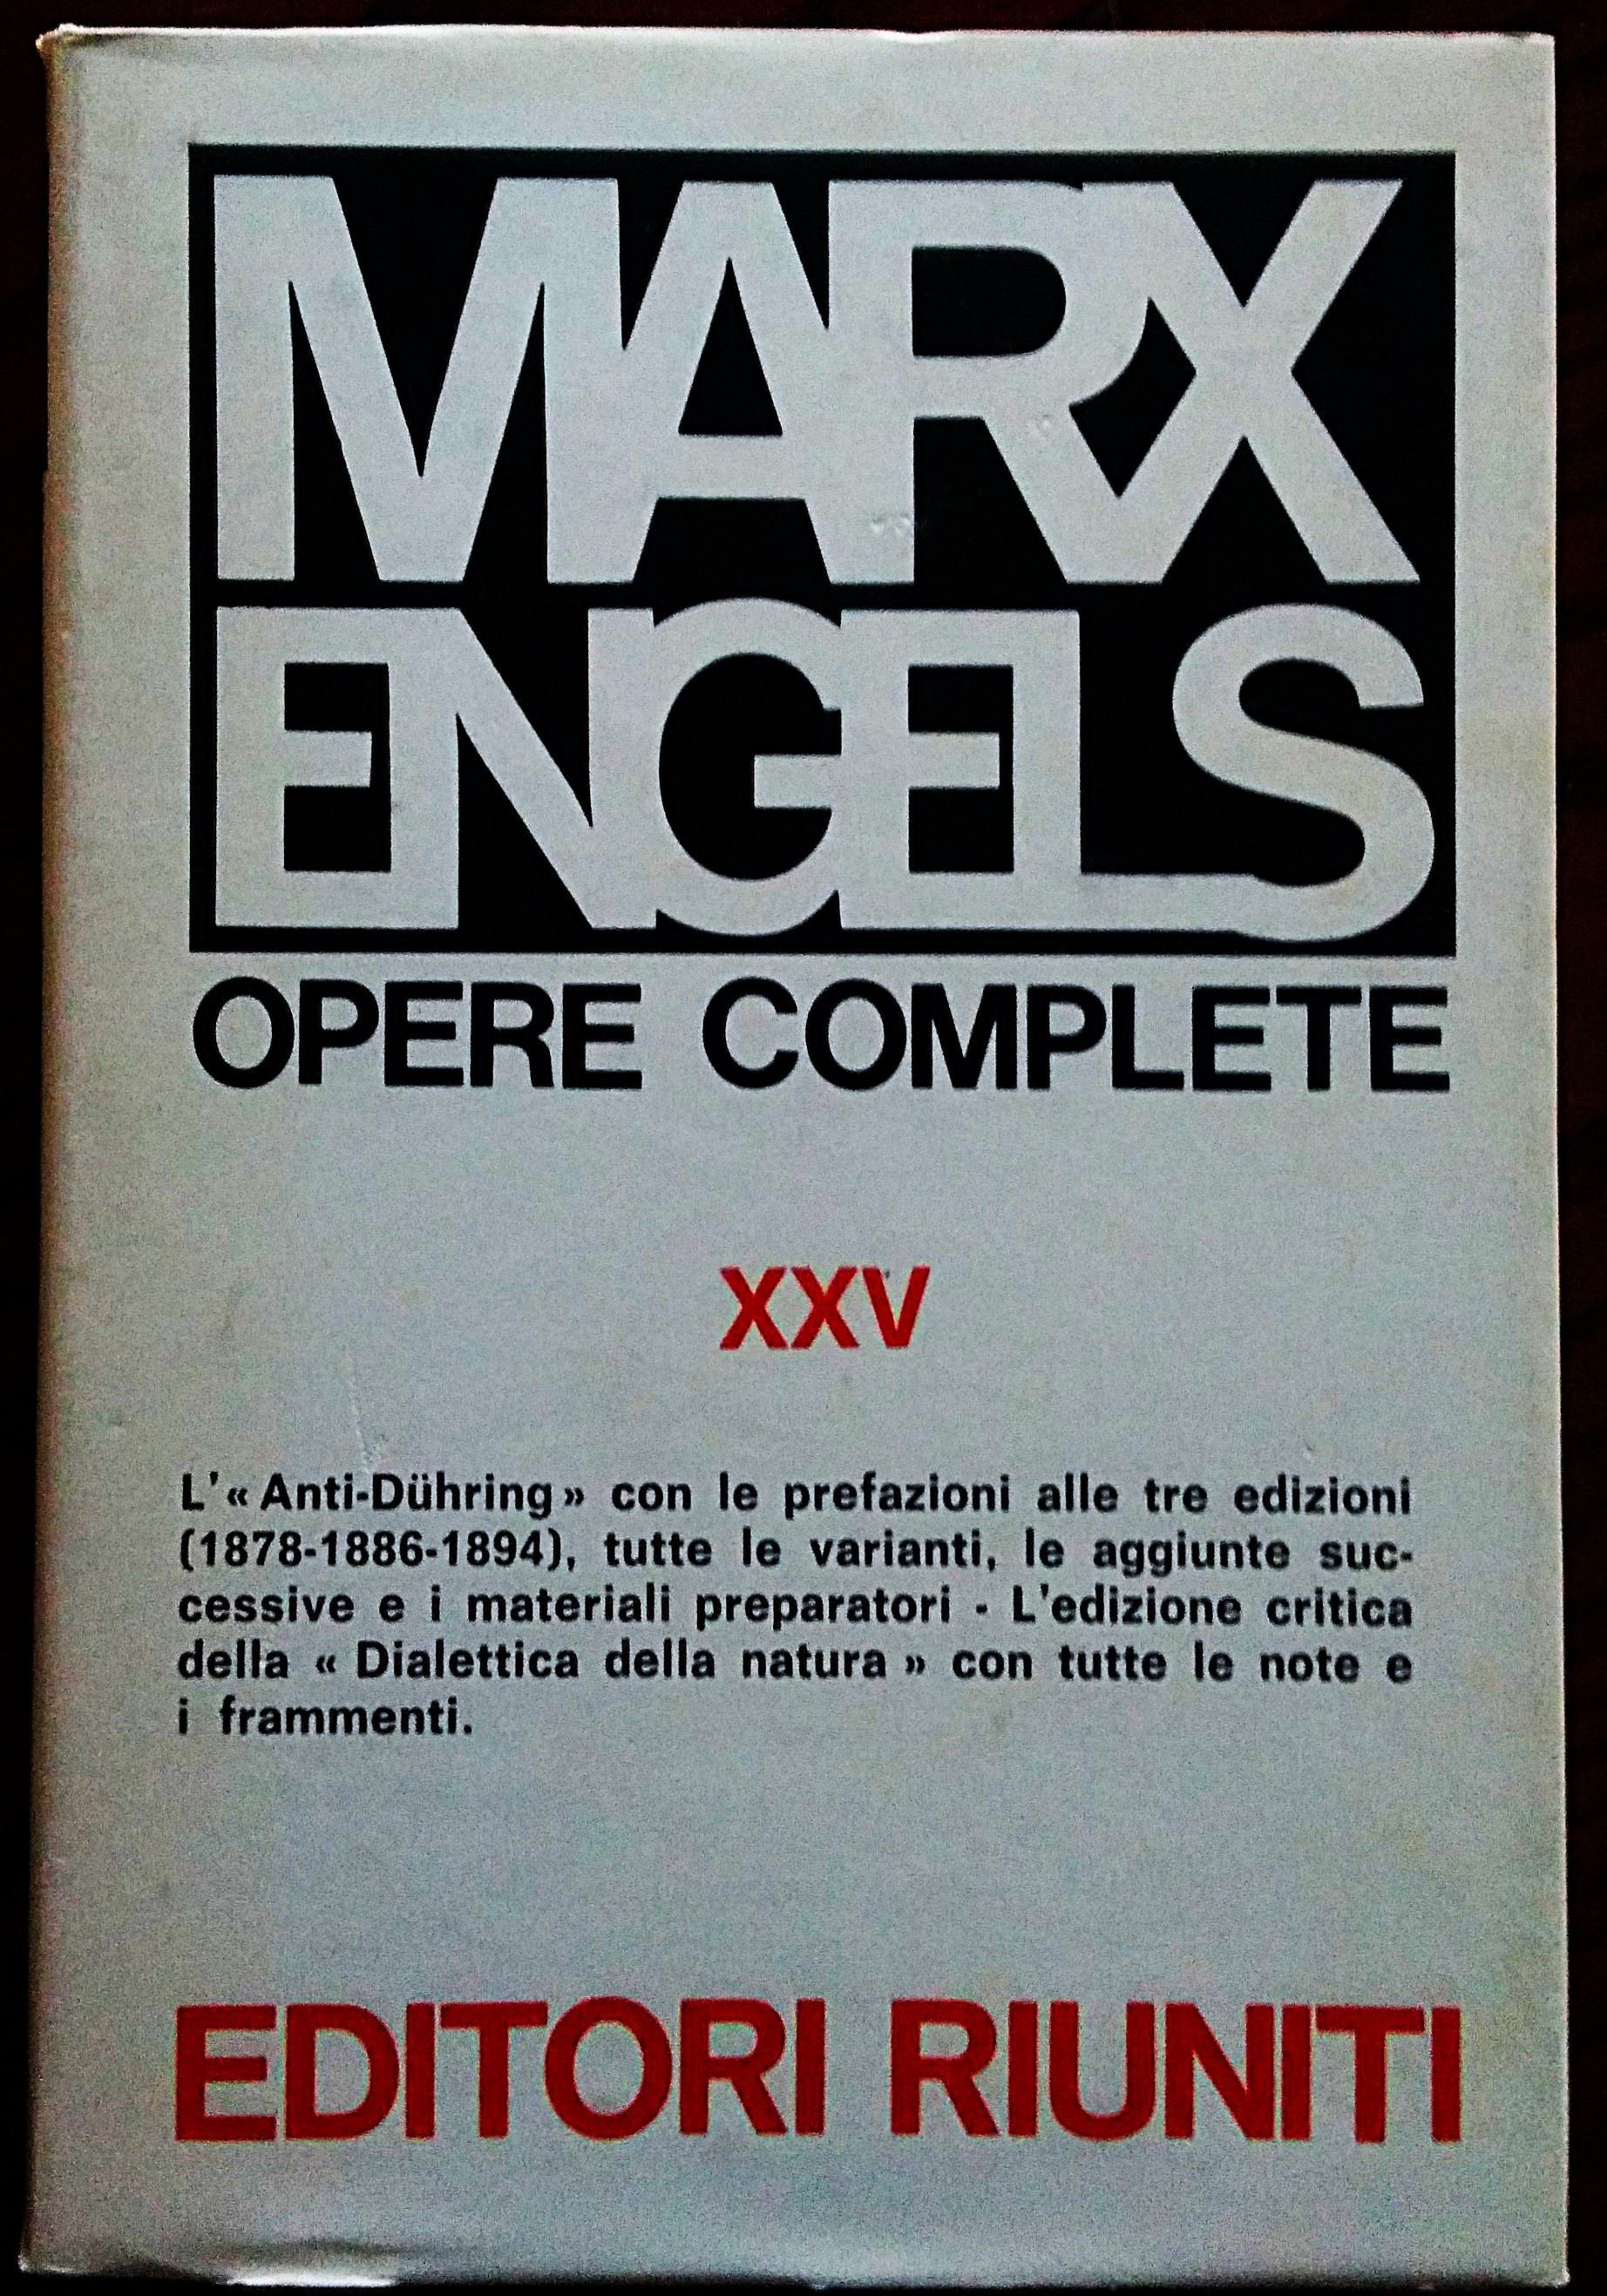 MARX
ENGELS
OPERE COMPLETE
XXV
L'« Anti-Dühring » con le prefazioni alle tre edizioni
(1878-1886-1894), tutte le varianti, le aggiunte suc-
cessive e i materiali preparatori - L'edizione critica
della « Dialettica della natura » con tutte le note e
i frammenti.
EDITORI RIUNITI